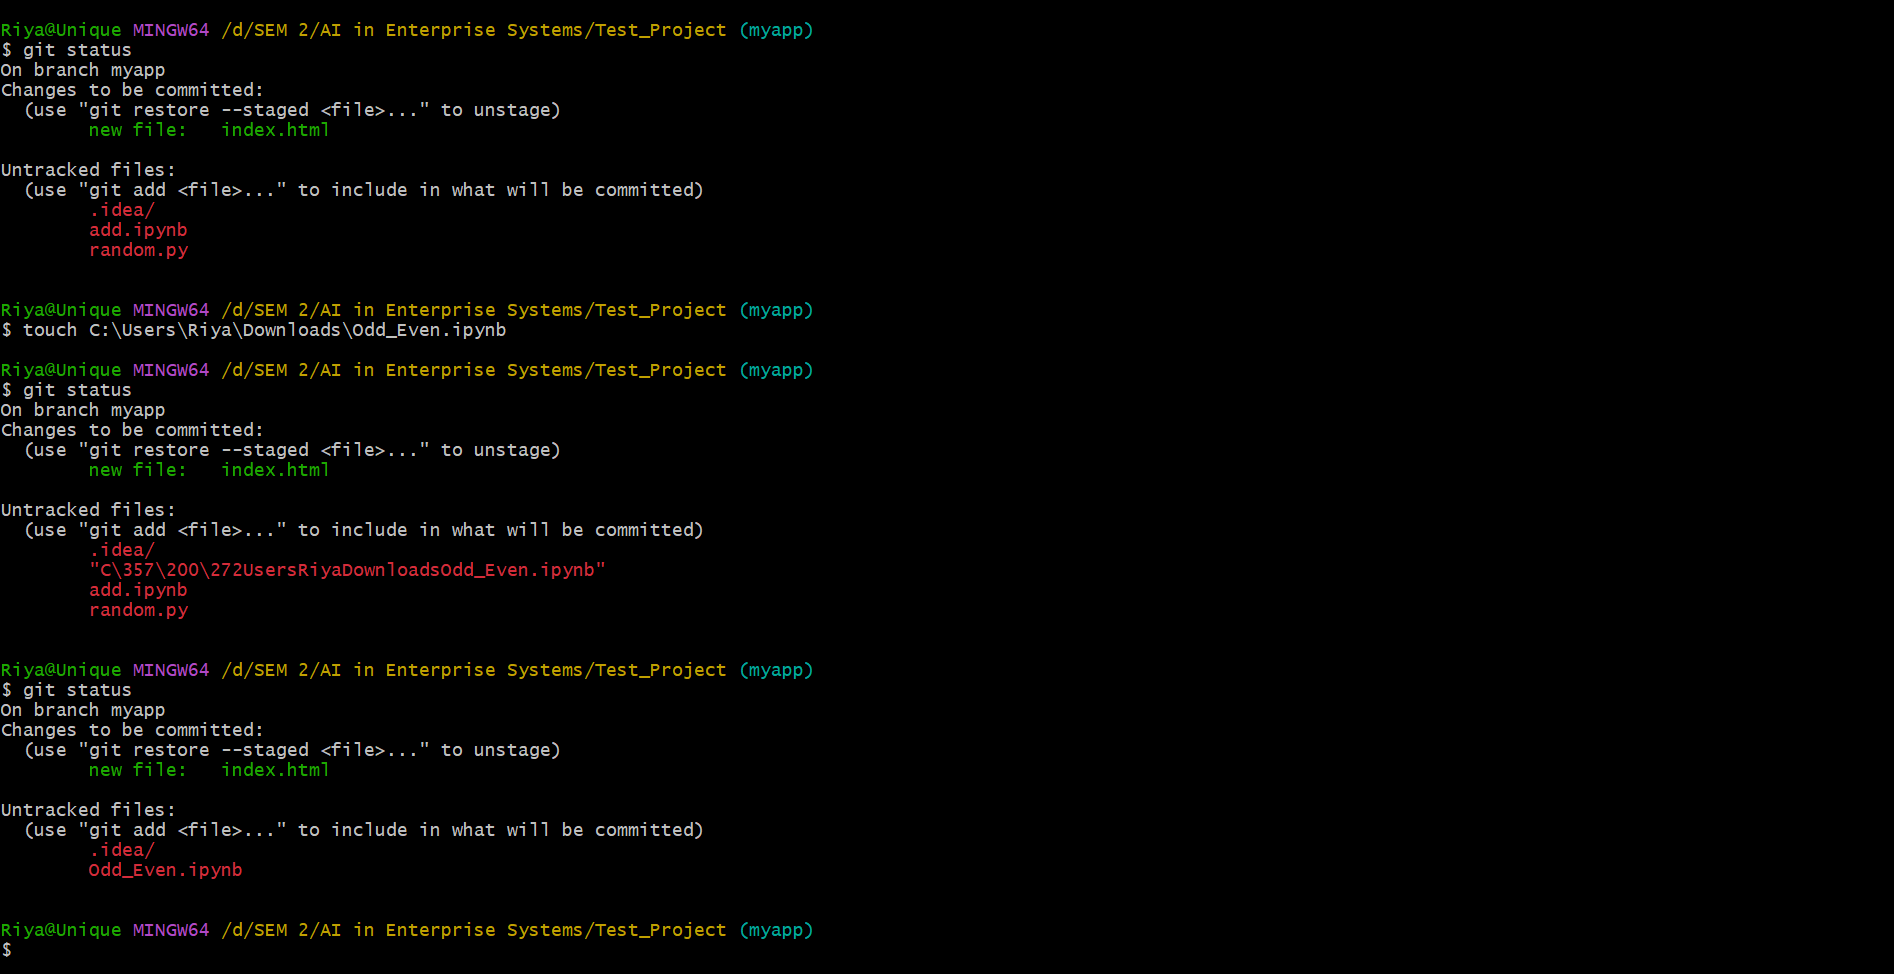 Riya@Unique MINGW64 /d/SEM 2/AI in Enterprise Systems/Test_Project (myapp)
$ git status
On branch myapp
Changes to be committed:
  (use "git restore --staged <file>..." to unstage)
        new file:   index.html

Untracked files:
  (use "git add <file>..." to include in what will be committed)
        .idea/
        add.ipynb
        random.py

Riya@Unique MINGW64 /d/SEM 2/AI in Enterprise Systems/Test_Project (myapp)
$ touch C:\Users\Riya\Downloads\Odd_Even.ipynb

Riya@Unique MINGW64 /d/SEM 2/AI in Enterprise Systems/Test_Project (myapp)
$ git status
On branch myapp
Changes to be committed:
  (use "git restore --staged <file>..." to unstage)
        new file:   index.html

Untracked files:
  (use "git add <file>..." to include in what will be committed)
        .idea/
        "C\357\200\272UsersRiyaDownloadsOdd_Even.ipynb"
        add.ipynb
        random.py

Riya@Unique MINGW64 /d/SEM 2/AI in Enterprise Systems/Test_Project (myapp)
$ git status
On branch myapp
Changes to be committed:
  (use "git restore --staged <file>..." to unstage)
        new file:   index.html

Untracked files:
  (use "git add <file>..." to include in what will be committed)
        .idea/
        Odd_Even.ipynb

Riya@Unique MINGW64 /d/SEM 2/AI in Enterprise Systems/Test_Project (myapp)
$